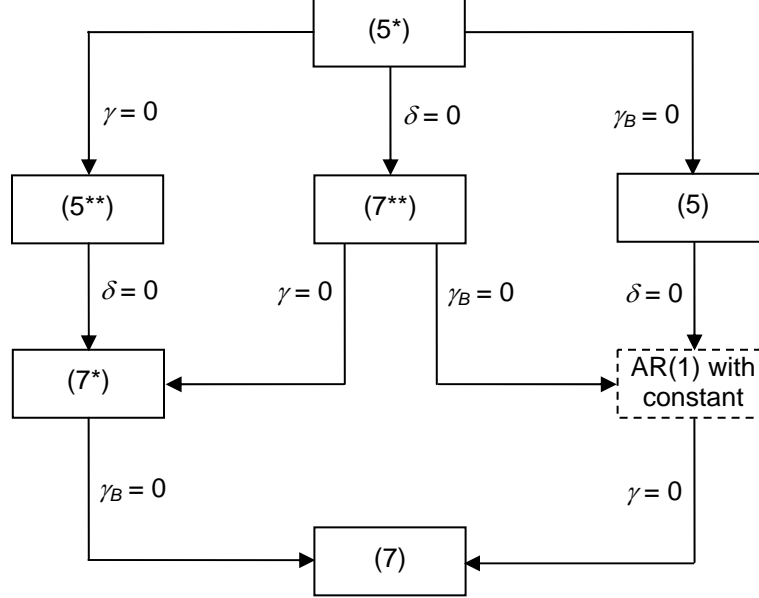 (5*)
γ = 0
δ = 0
γB = 0
(5**)
(7**)
(5)
δ = 0
γ = 0
γB = 0
δ = 0
(7*)
AR(1) with
constant
γB = 0
γ = 0
(7)